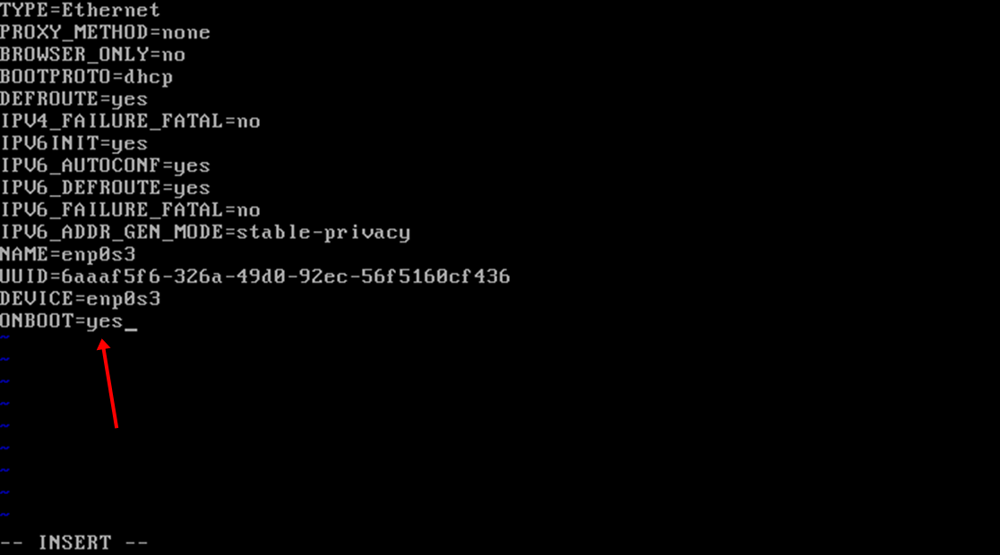 TYPE=Ethernet
PROXY_METHOD=none
BROWSER_ONLY=no
BOOTPROTO=dhcp
DEFROUTE=yes
IPV4_FAILURE_FATAL=no
IPV6INIT=yes
IPV6_AUTOCONF=yes
IPV6_DEFROUTE=yes
IPV6_FAILURE_FATAL=no
IPV6_ADDR_GEN_MODE=stable-privacy
NAME=enp0s3
UUID=6aaaf5f6-326a-49d0-92ec-56f5160cf436
DEVICE=enp0s3
ONBOOT=yes_
~
~
~
~
~
~
~
~
~
-- INSERT --